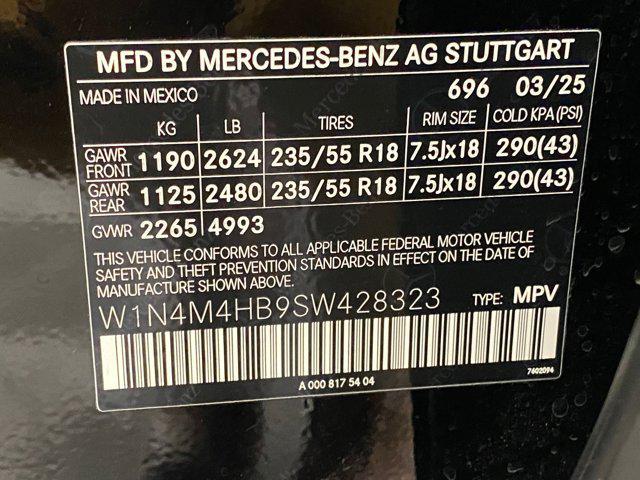 MFD BY MERCEDES-BENZ AG STUTTGART
MADE IN MEXICO 696 03/25
KG LB TIRES RIM SIZE COLD KPA(PSI)
GAWR FRONT 1190 2624 235/55 R18 7.5Jx18 290(43)
GAWR REAR 1125 2480 235/55 R18 7.5Jx18 290(43)
GVWR 2265 4993
THIS VEHICLE CONFORMS TO ALL APPLICABLE FEDERAL MOTOR VEHICLE
SAFETY AND THEFT PREVENTION STANDARDS IN EFFECT ON THE DATE OF
MANUFACTURE SHOWN ABOVE.
W1N4M4HB9SW428323 TYPE: MPV
A 000 817 54 04 7402094